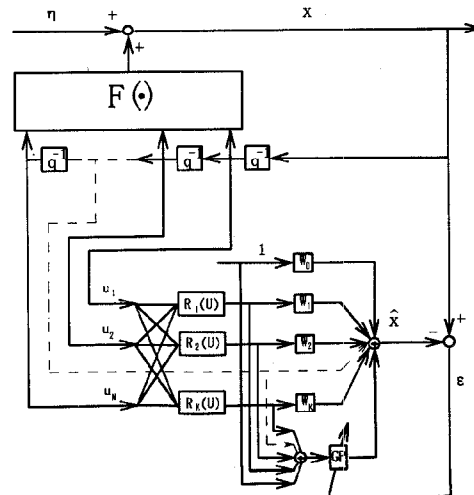 η + X
+
F(•)
q⁻¹ q⁻¹ q⁻¹
1 W₀
u₁ R₁(U) W₁ X̂ - +
u₂ R₂(U) W₂ + ε
u_N R_K(U) W_K
+ GF